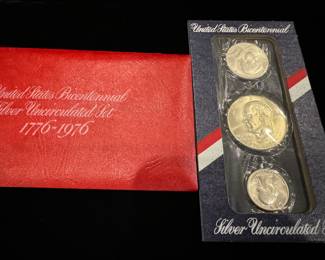 United States Bicentennial
Silver Uncirculated Set
1776-1976
United States Bicentennial
Silver Uncirculated